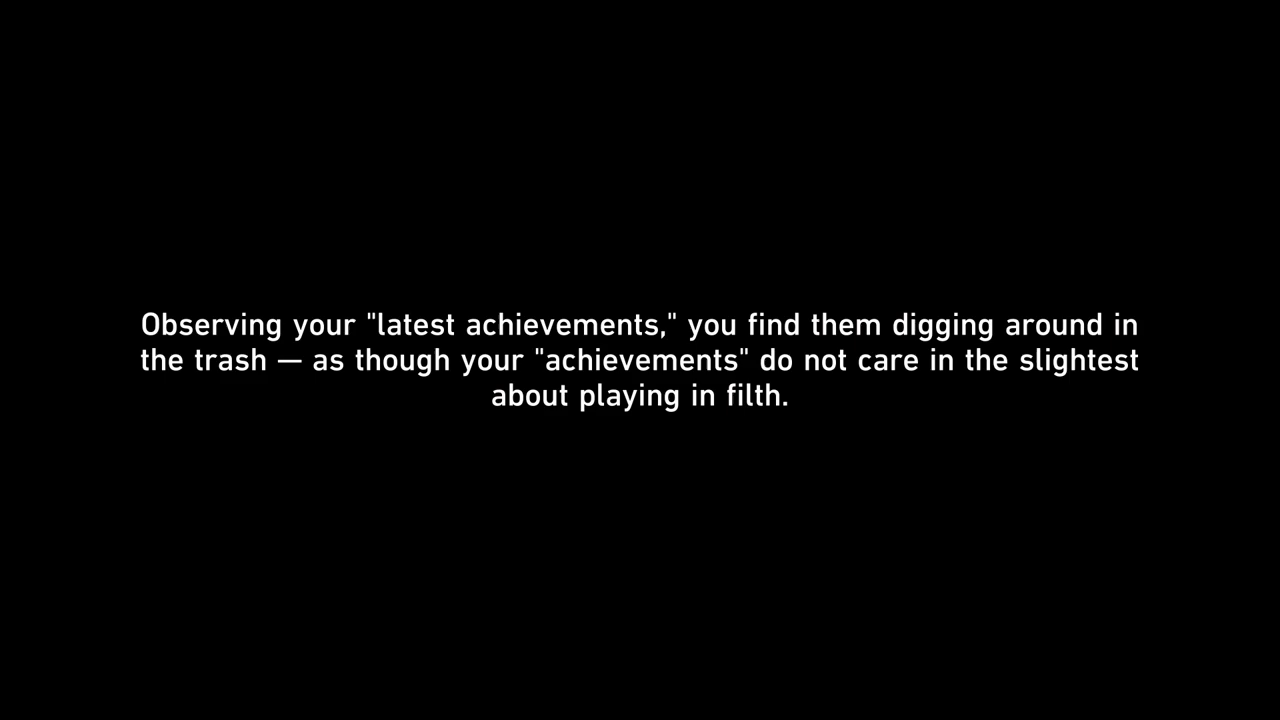 Observing your "latest achievements," you find them digging around in
the trash — as though your "achievements" do not care in the slightest
about playing in filth.